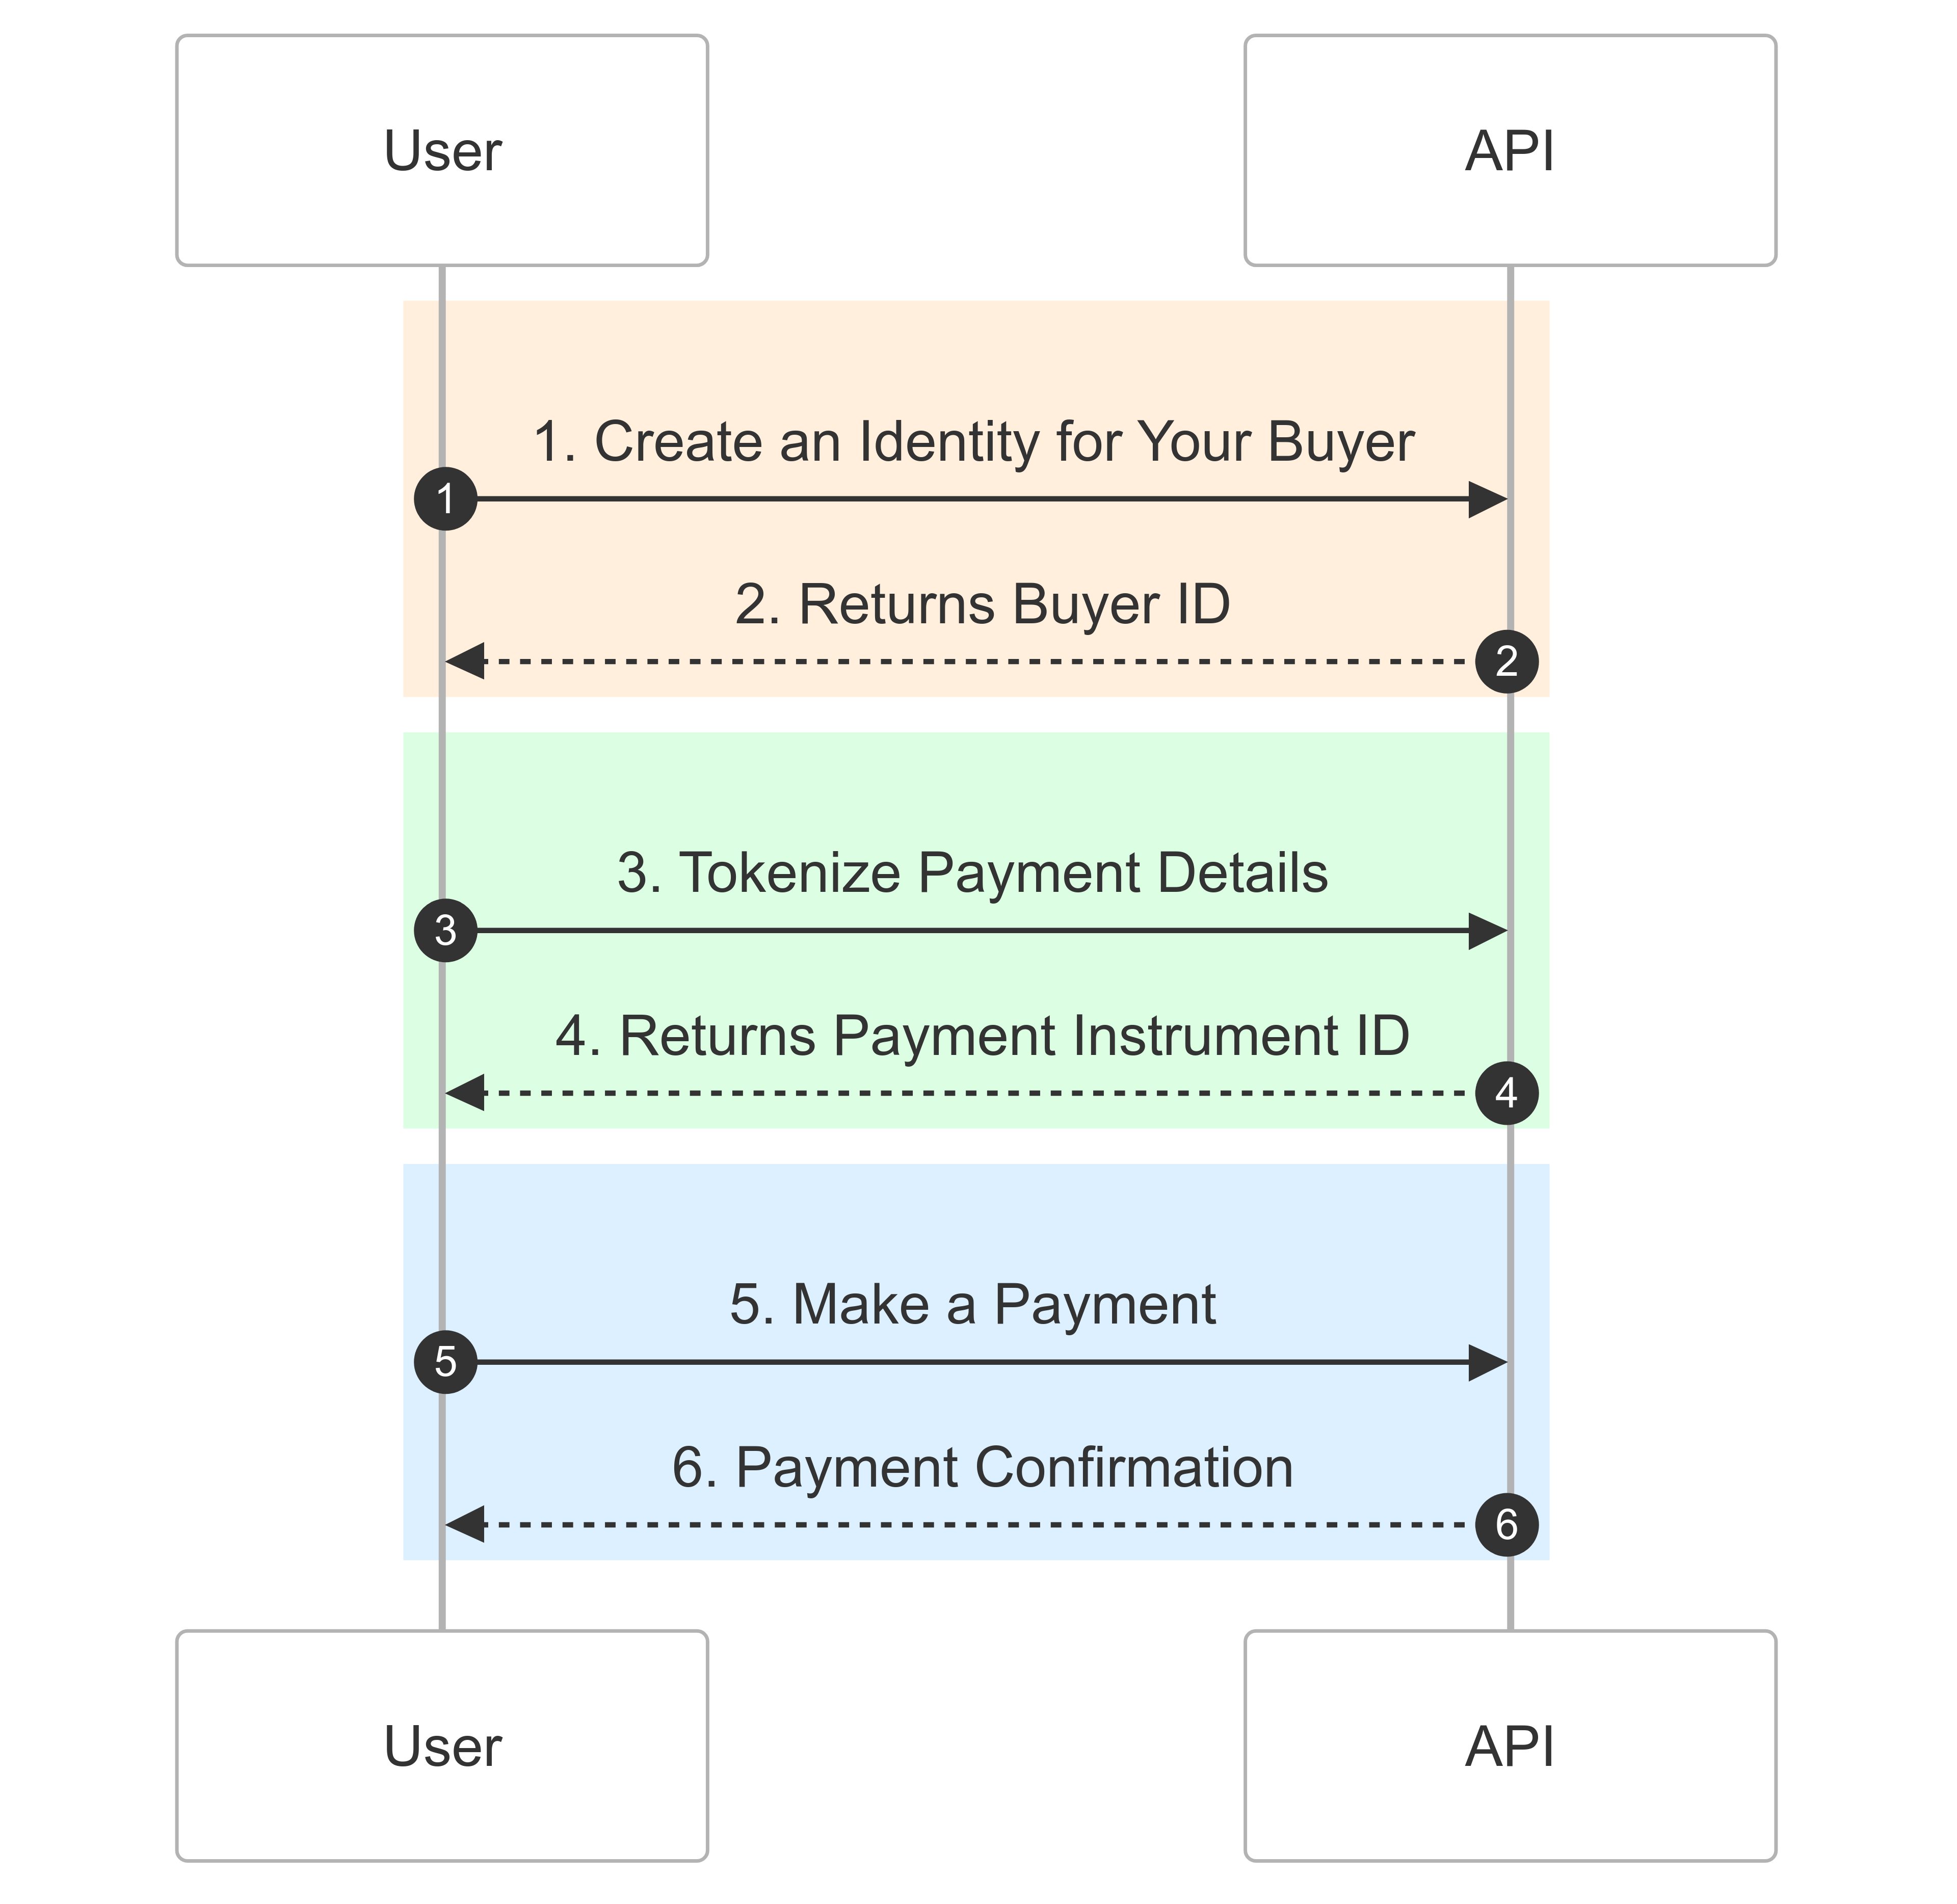 User
API
1. Create an Identity for Your Buyer
1
2. Returns Buyer ID
2
3. Tokenize Payment Details
3
4. Returns Payment Instrument ID
4
5. Make a Payment
5
6. Payment Confirmation
6
User
API